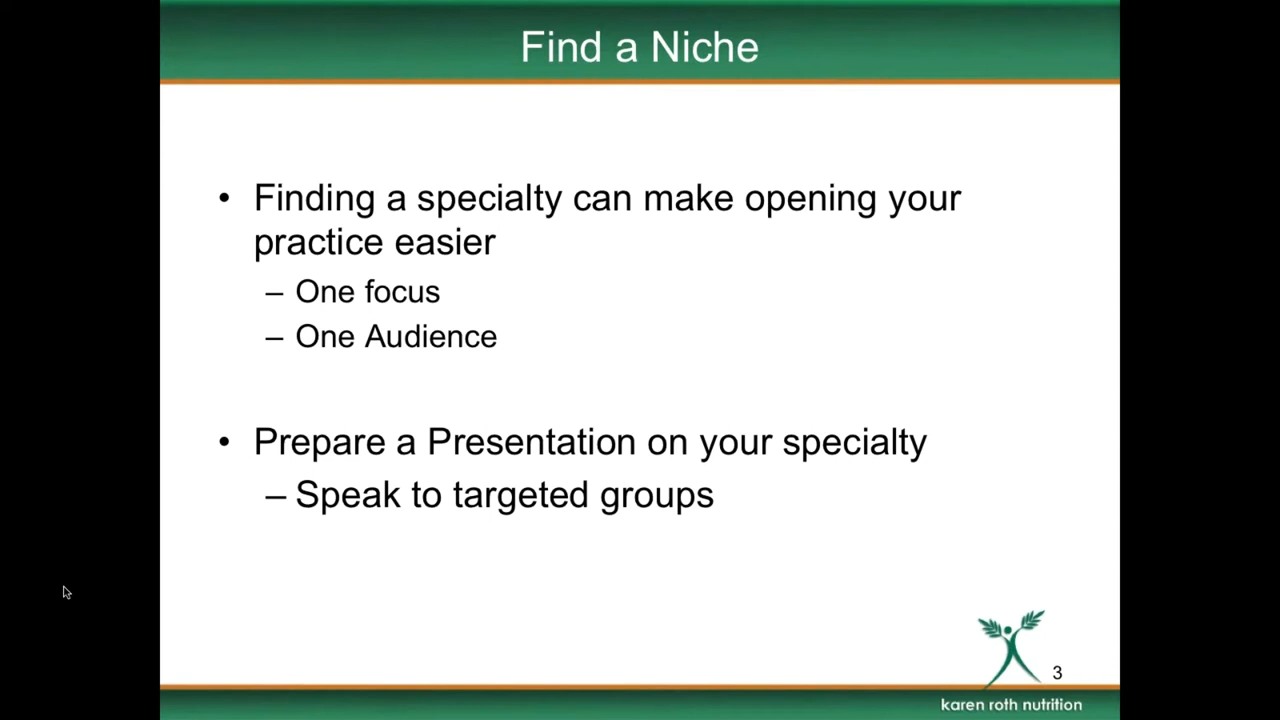 Find a Niche
• Finding a specialty can make opening your
practice easier
– One focus
– One Audience
• Prepare a Presentation on your specialty
– Speak to targeted groups
3
karen roth nutrition